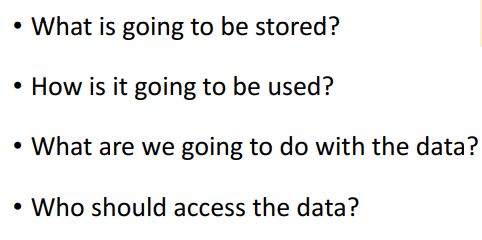 • What is going to be stored?
• How is it going to be used?
• What are we going to do with the data?
• Who should access the data?